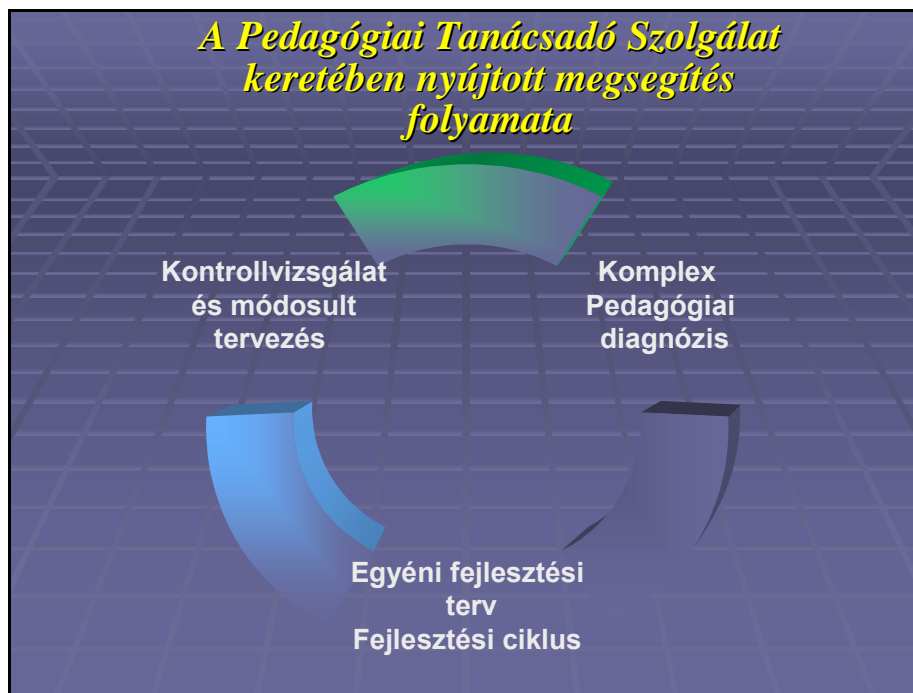 A Pedagógiai Tanácsadó Szolgálat
keretében nyújtott megsegítés
folyamata
Kontrollvizsgálat
és módosult
tervezés
Komplex
Pedagógiai
diagnózis
Egyéni fejlesztési
terv
Fejlesztési ciklus